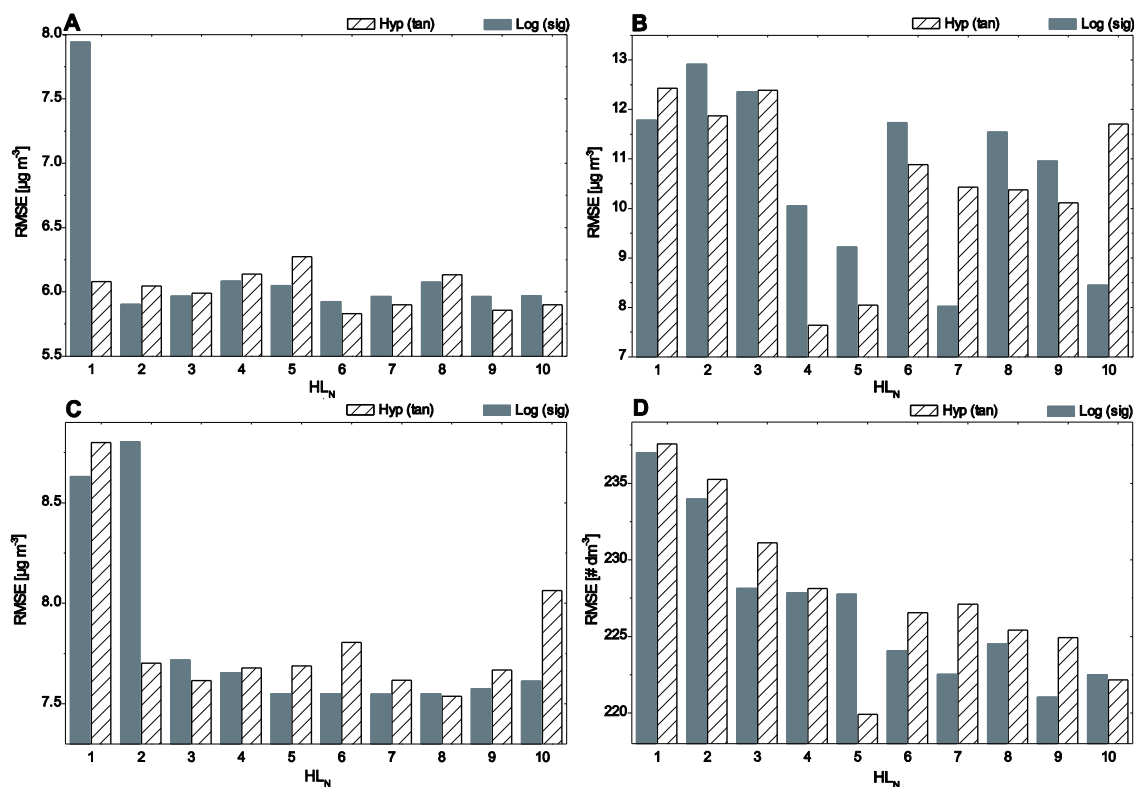 A Hyp (tan) Log (sig)
8.0
7.5
7.0
6.5
6.0
5.5
RMSE [µg m-3]
1 2 3 4 5 6 7 8 9 10
HLN
B Hyp (tan) Log (sig)
13
12
11
10
9
8
7
RMSE [µg m-3]
1 2 3 4 5 6 7 8 9 10
HLN
C Hyp (tan) Log (sig)
8.5
8.0
7.5
RMSE [µg m-3]
1 2 3 4 5 6 7 8 9 10
HLN
D Hyp (tan) Log (sig)
235
230
225
220
RMSE [# dm-3]
1 2 3 4 5 6 7 8 9 10
HLN